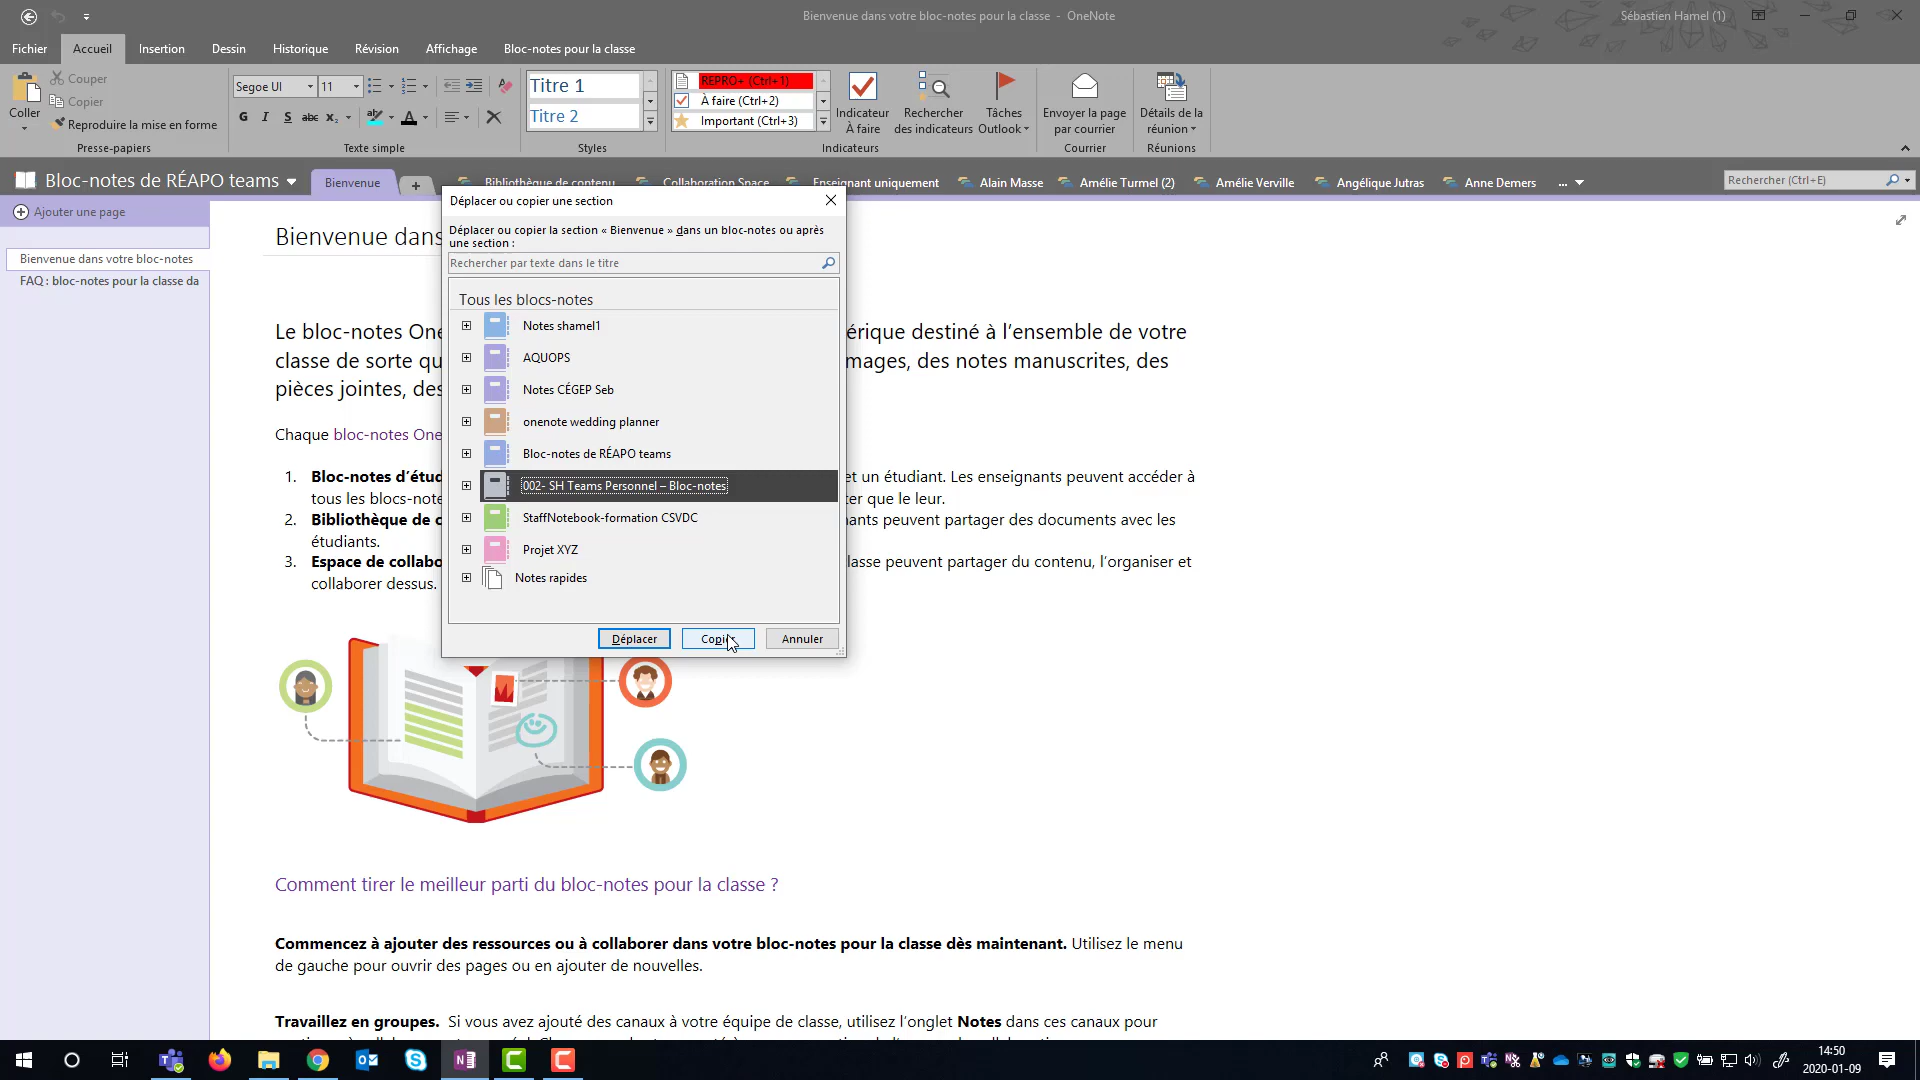 Bienvenue dans votre bloc-notes pour la classe - OneNote
Sébastien Hamel (1)
Fichier Accueil Insertion Dessin Historique Révision Affichage Bloc-notes pour la classe
Coller
Couper
Copier
Reproduire la mise en forme
Presse-papiers
Segoe UI 11
G I S abc x₂ A
Texte simple
Titre 1
Titre 2
Styles
REPRO+ (Ctrl+1)
À faire (Ctrl+2)
Important (Ctrl+3)
Indicateur
À faire
Rechercher
des indicateurs
Tâches
Outlook
Indicateurs
Envoyer la page
par courrier
Courrier
Détails de la
réunion
Réunions
Bloc-notes de RÉAPO teams Bienvenue + Bibliothèque de contenu Collaboration Space Enseignant uniquement Alain Masse Amélie Turmel (2) Amélie Verville Angélique Jutras Anne Demers ... Rechercher (Ctrl+E)
Ajouter une page
Bienvenue dans votre bloc-notes
FAQ : bloc-notes pour la classe da
Bienvenue dans
Le bloc-notes One érique destiné à l'ensemble de votre
classe de sorte qu mages, des notes manuscrites, des
pièces jointes, des
Chaque bloc-notes One
1. Bloc-notes d'étud et un étudiant. Les enseignants peuvent accéder à
tous les blocs-note ter que le leur.
2. Bibliothèque de c nants peuvent partager des documents avec les
étudiants.
3. Espace de collabo lasse peuvent partager du contenu, l'organiser et
collaborer dessus.
Déplacer ou copier une section
Déplacer ou copier la section « Bienvenue » dans un bloc-notes ou après
une section :
Rechercher par texte dans le titre
Tous les blocs-notes
Notes shamel1
AQUOPS
Notes CÉGEP Seb
onenote wedding planner
Bloc-notes de RÉAPO teams
002- SH Teams Personnel – Bloc-notes
StaffNotebook-formation CSVDC
Projet XYZ
Notes rapides
Déplacer Copier Annuler
Comment tirer le meilleur parti du bloc-notes pour la classe ?
Commencez à ajouter des ressources ou à collaborer dans votre bloc-notes pour la classe dès maintenant. Utilisez le menu
de gauche pour ouvrir des pages ou en ajouter de nouvelles.
Travaillez en groupes. Si vous avez ajouté des canaux à votre équipe de classe, utilisez l'onglet Notes dans ces canaux pour
14:50
2020-01-09